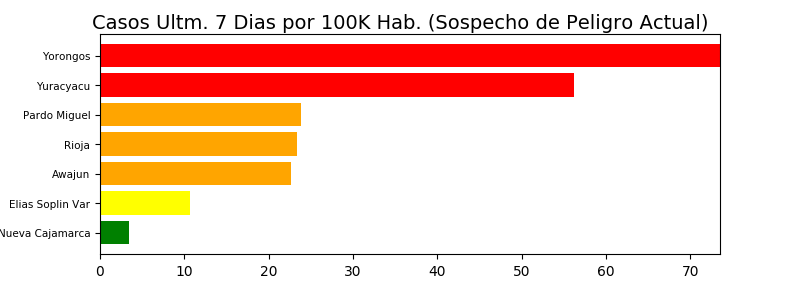 Casos Ultm. 7 Dias por 100K Hab. (Sospecho de Peligro Actual)
Yorongos
Yuracyacu
Pardo Miguel
Rioja
Awajun
Elias Soplin Var
Nueva Cajamarca
0 10 20 30 40 50 60 70